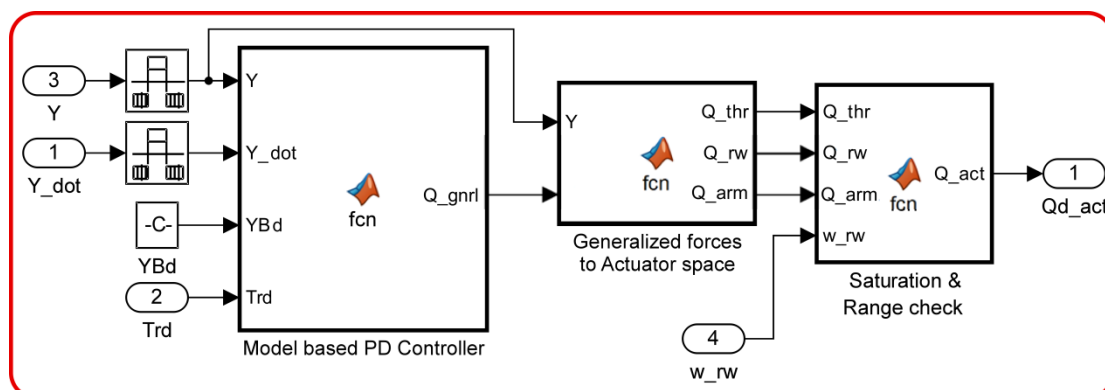 3
Y
1
Y_dot
-C-
YBd
2
Trd
Y
Y_dot
YBd
Trd
fcn
Q_gnrl
Model based PD Controller
Y
fcn
Q_thr
Q_rw
Q_arm
Generalized forces
to Actuator space
4
w_rw
Q_thr
Q_rw
Q_arm
w_rw
fcn
Q_act
Saturation &
Range check
1
Qd_act